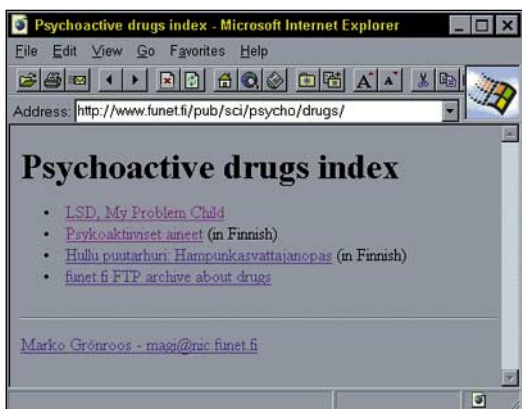 Psychoactive drugs index - Microsoft Internet Explorer
File Edit View Go Favorites Help
A A
Address: http://www.funet.fi/pub/sci/psycho/drugs/
Psychoactive drugs index
LSD, My Problem Child
Psykoaktiiviset aineet (in Finnish)
Hullu puutarhuri: Hampunkasvattajanopas (in Finnish)
funet.fi FTP archive about drugs
Marko Grönroos - magi@nic.funet.fi